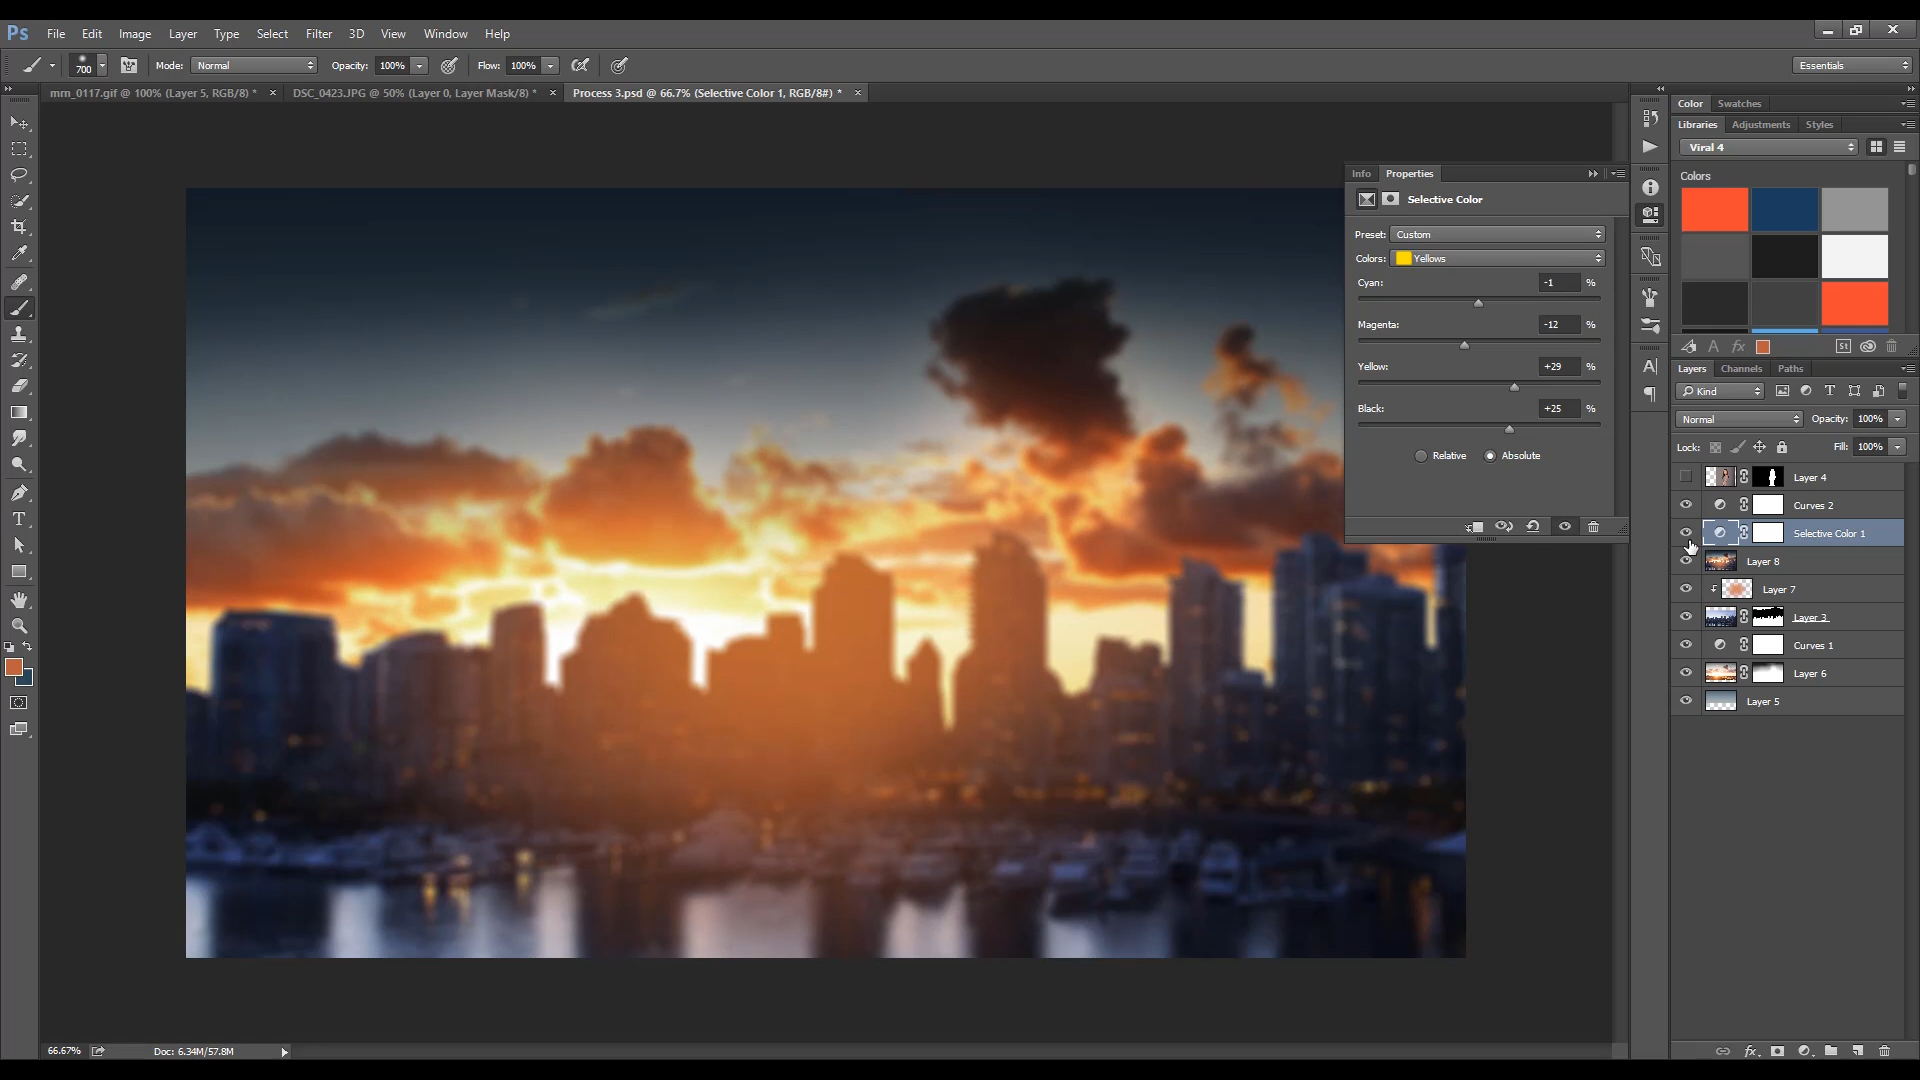 Ps File Edit Image Layer Type Select Filter 3D View Window Help
700 Mode: Normal Opacity: 100% Flow: 100% Essentials
mm_0117.gif @ 100% (Layer 5, RGB/8) * × DSC_0423.JPG @ 50% (Layer 0, Layer Mask/8) * × Process 3.psd @ 66.7% (Selective Color 1, RGB/8#) * ×
Color Swatches
Libraries Adjustments Styles
Viral 4
Colors
Info Properties
Selective Color
Preset: Custom
Colors: Yellows
Cyan: -1 %
Magenta: -12 %
Yellow: +29 %
Black: +25 %
Relative Absolute
A fx St
Layers Channels Paths
Kind
Normal Opacity: 100%
Lock: Fill: 100%
Layer 4
Curves 2
Selective Color 1
Layer 8
Layer 7
Layer 3
Curves 1
Layer 6
Layer 5
66.67% Doc: 6.34M/57.8M
fx